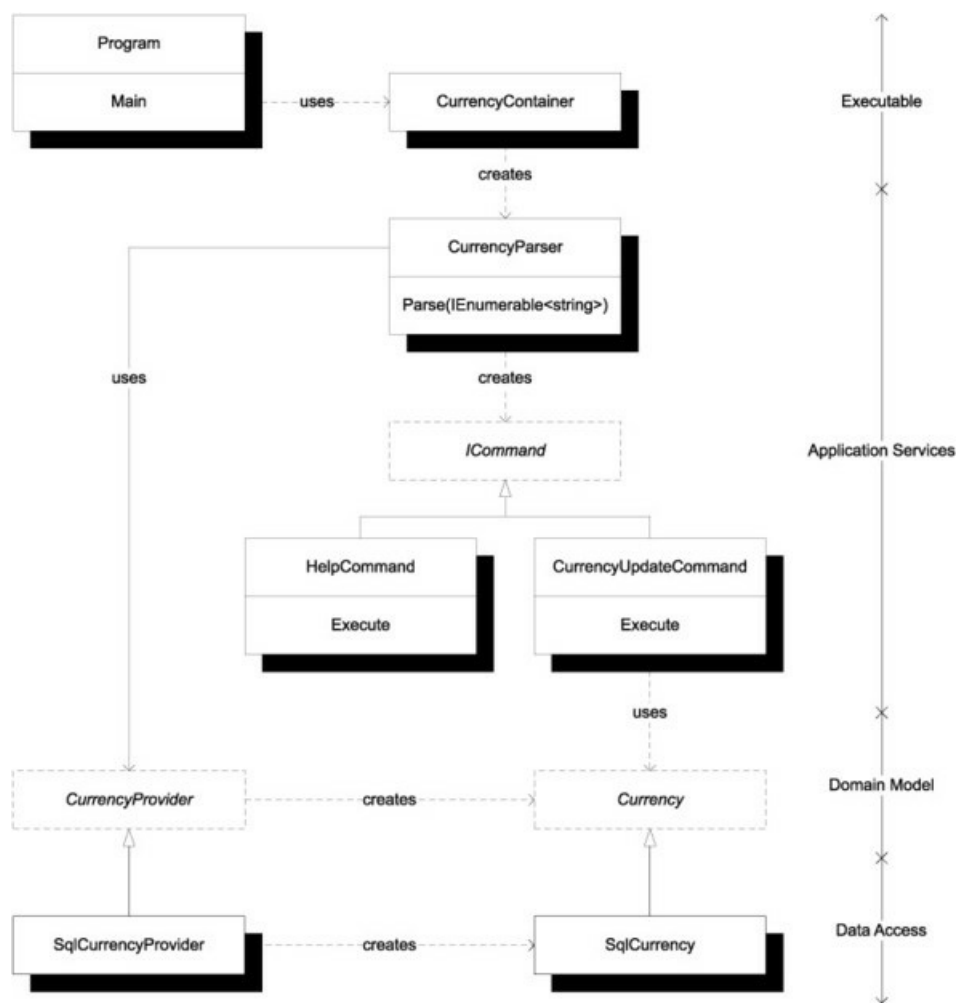 Program
Main
uses
CurrencyContainer
Executable
creates
CurrencyParser
Parse(IEnumerable<string>)
uses
creates
ICommand
Application Services
HelpCommand
CurrencyUpdateCommand
Execute
Execute
uses
CurrencyProvider
creates
Currency
Domain Model
SqlCurrencyProvider
creates
SqlCurrency
Data Access